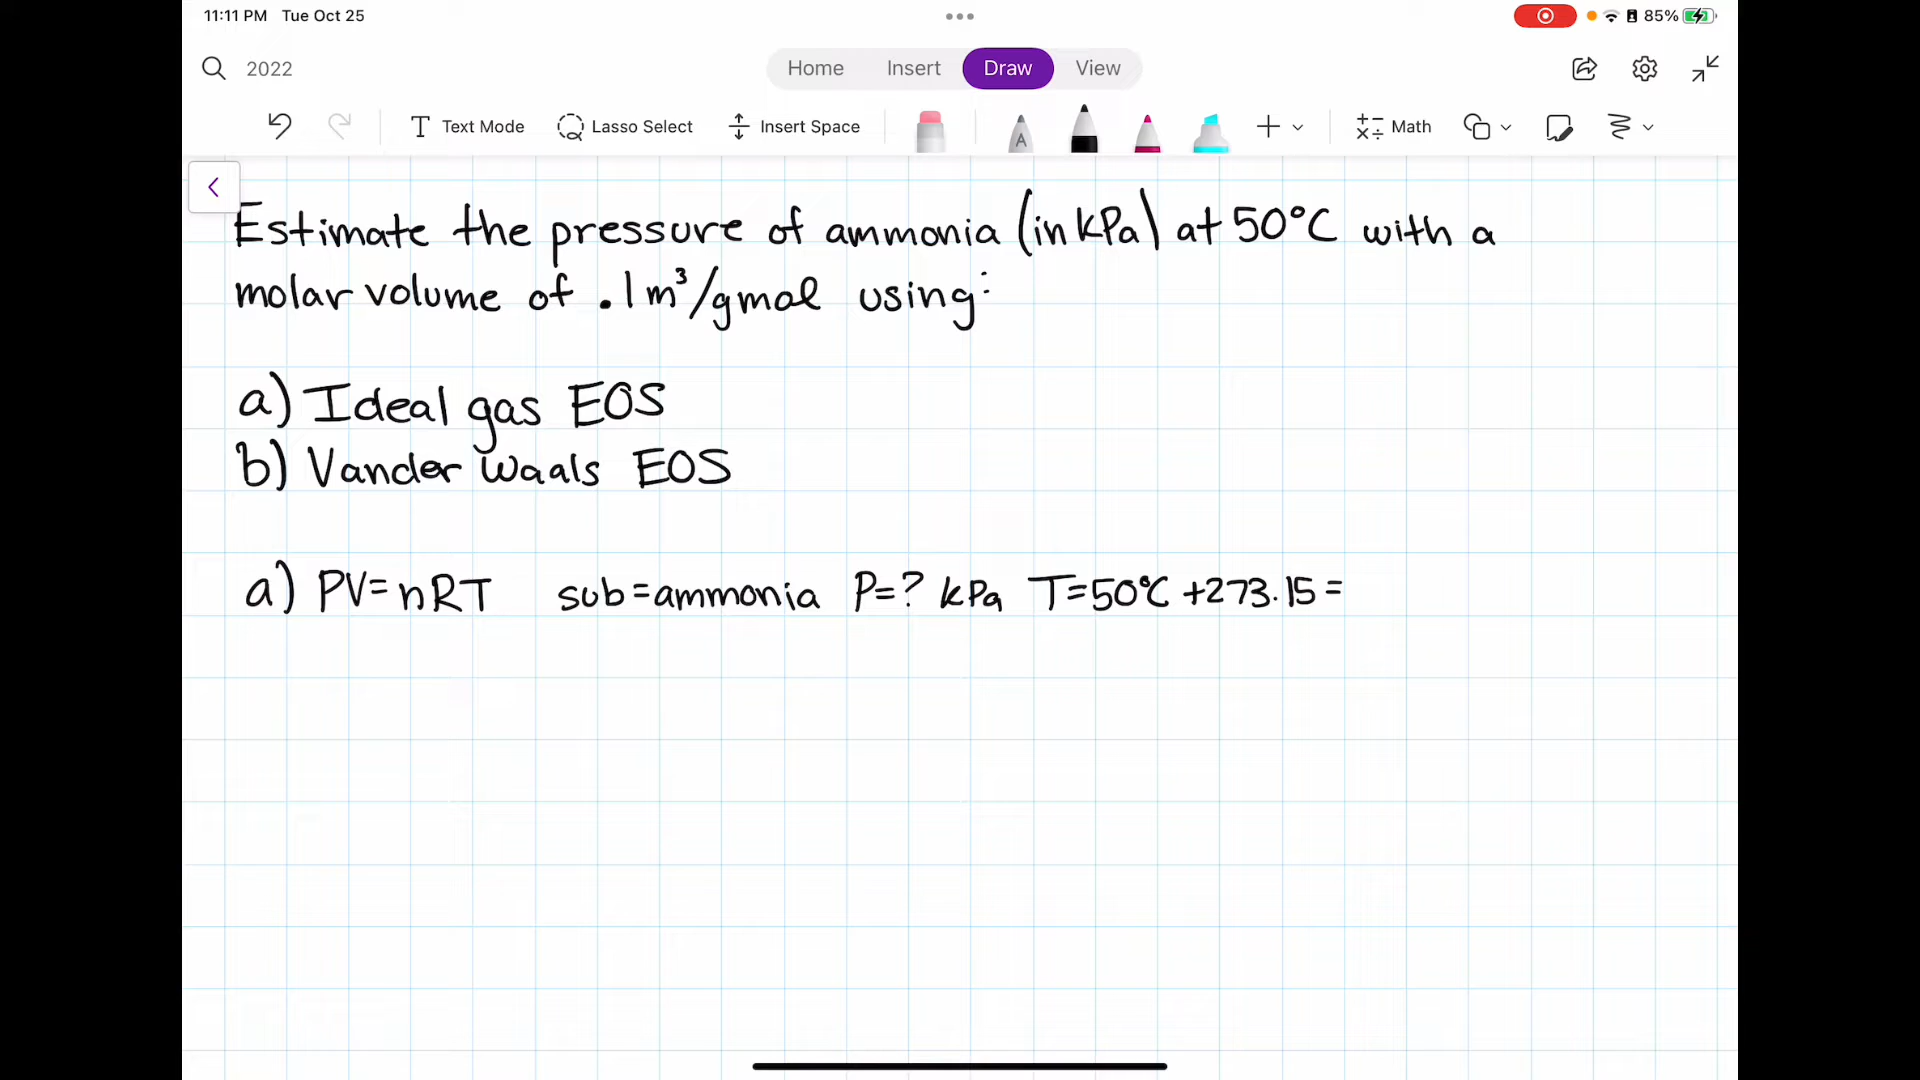 11:11 PM Tue Oct 25 85%
2022 Home Insert Draw View
Text Mode Lasso Select Insert Space A Math
Estimate the pressure of ammonia (in kPa) at 50°C with a
molar volume of .1 m³/gmol using:
a) Ideal gas EOS
b) Vander Waals EOS
a) PV=nRT sub=ammonia P=? kPa T=50°C +273.15=